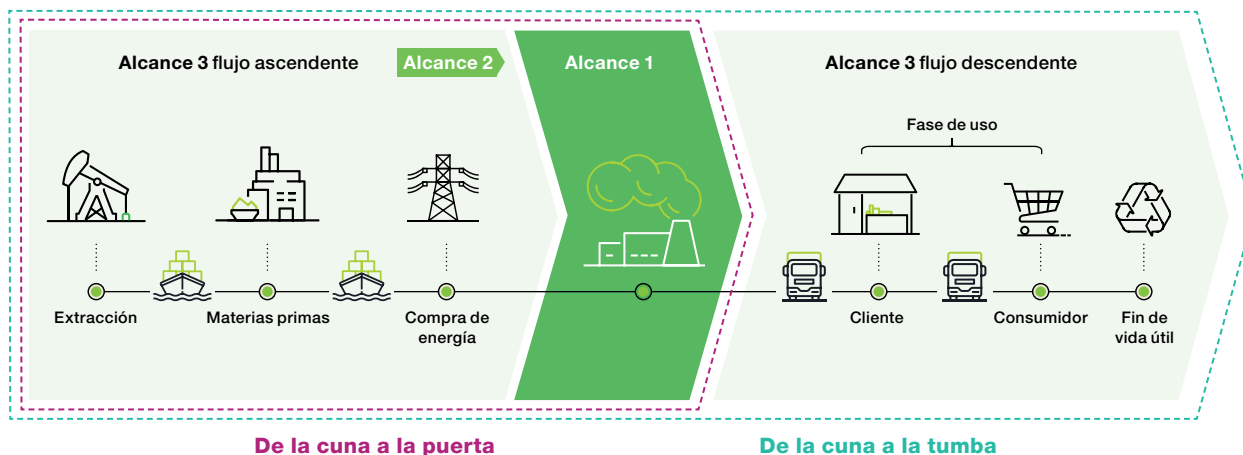 Alcance 3 flujo ascendente
Alcance 2
Alcance 1
Alcance 3 flujo descendente
Fase de uso
Extracción
Materias primas
Compra de
energía
Cliente
Consumidor
Fin de
vida útil
De la cuna a la puerta
De la cuna a la tumba